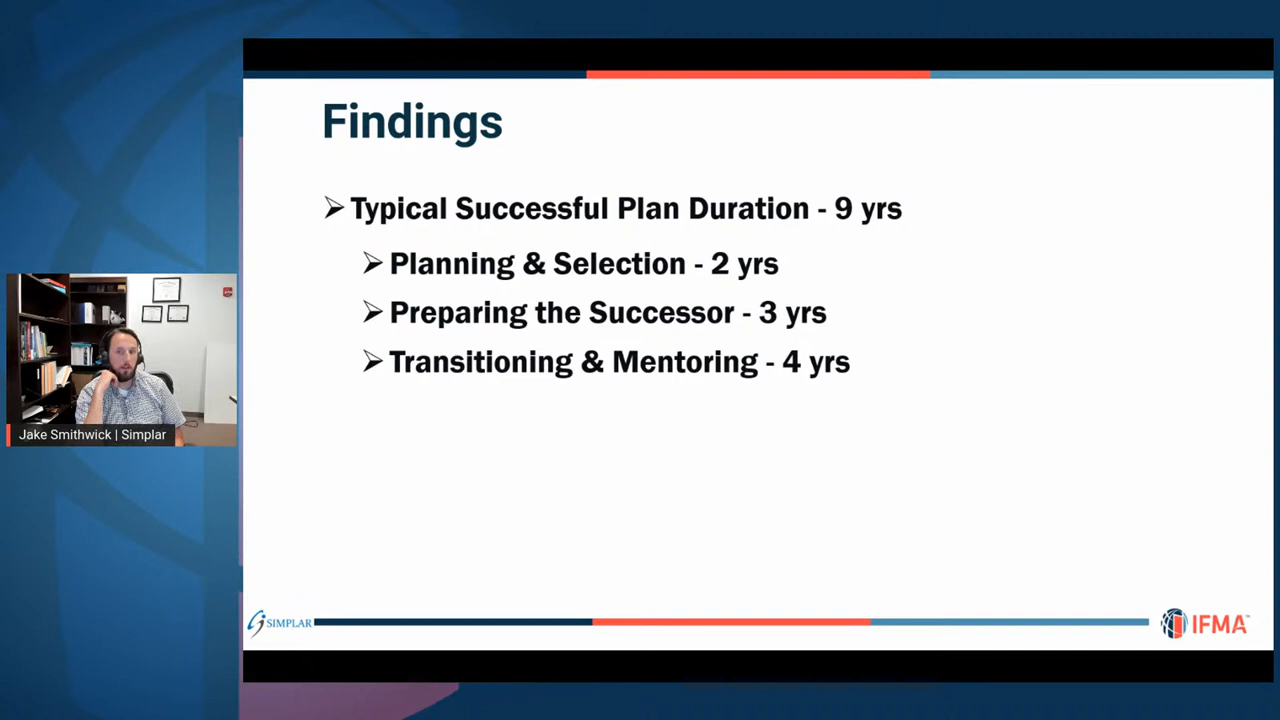 Findings
Typical Successful Plan Duration - 9 yrs
Planning & Selection - 2 yrs
Preparing the Successor - 3 yrs
Transitioning & Mentoring - 4 yrs
Jake Smithwick | Simplar
SIMPLAR
IFMA™